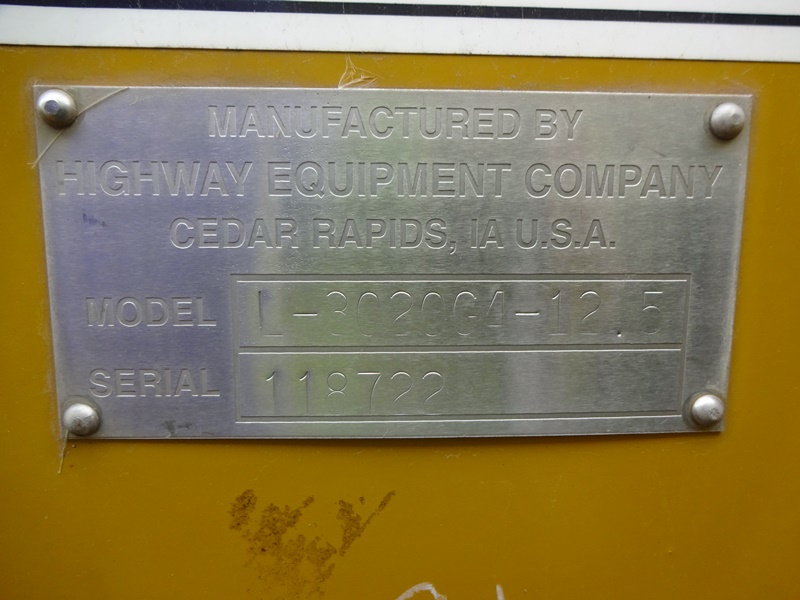 MANUFACTURED BY
HIGHWAY EQUIPMENT COMPANY
CEDAR RAPIDS, IA U.S.A.
MODEL L-3020G4-12.5
SERIAL 118722